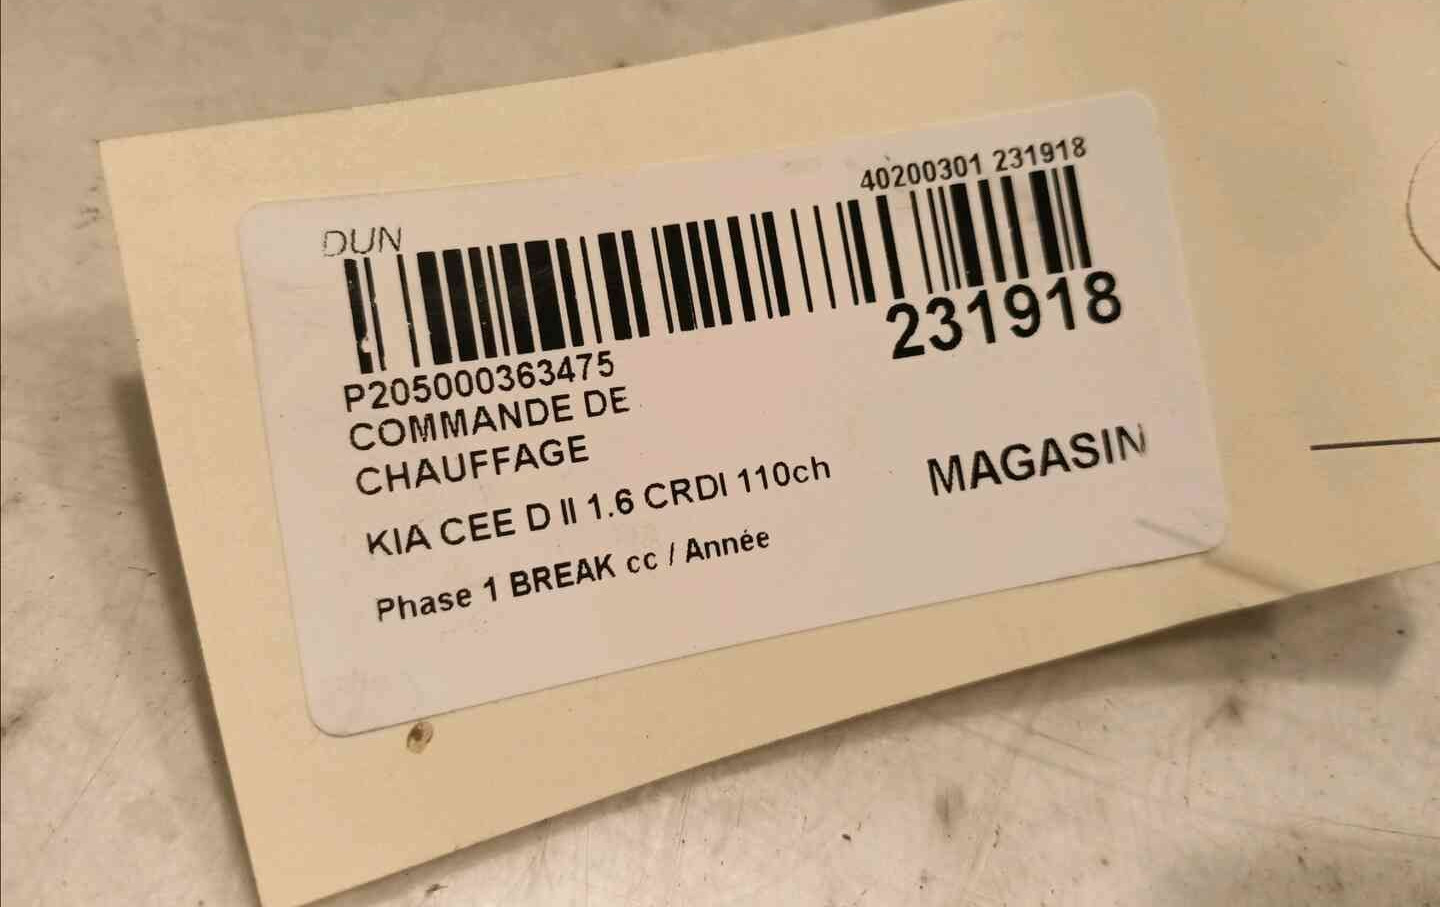 40200301 231918
DUN
231918
P205000363475
COMMANDE DE
CHAUFFAGE
KIA CEE D II 1.6 CRDI 110ch
MAGASIN
Phase 1 BREAK cc / Année